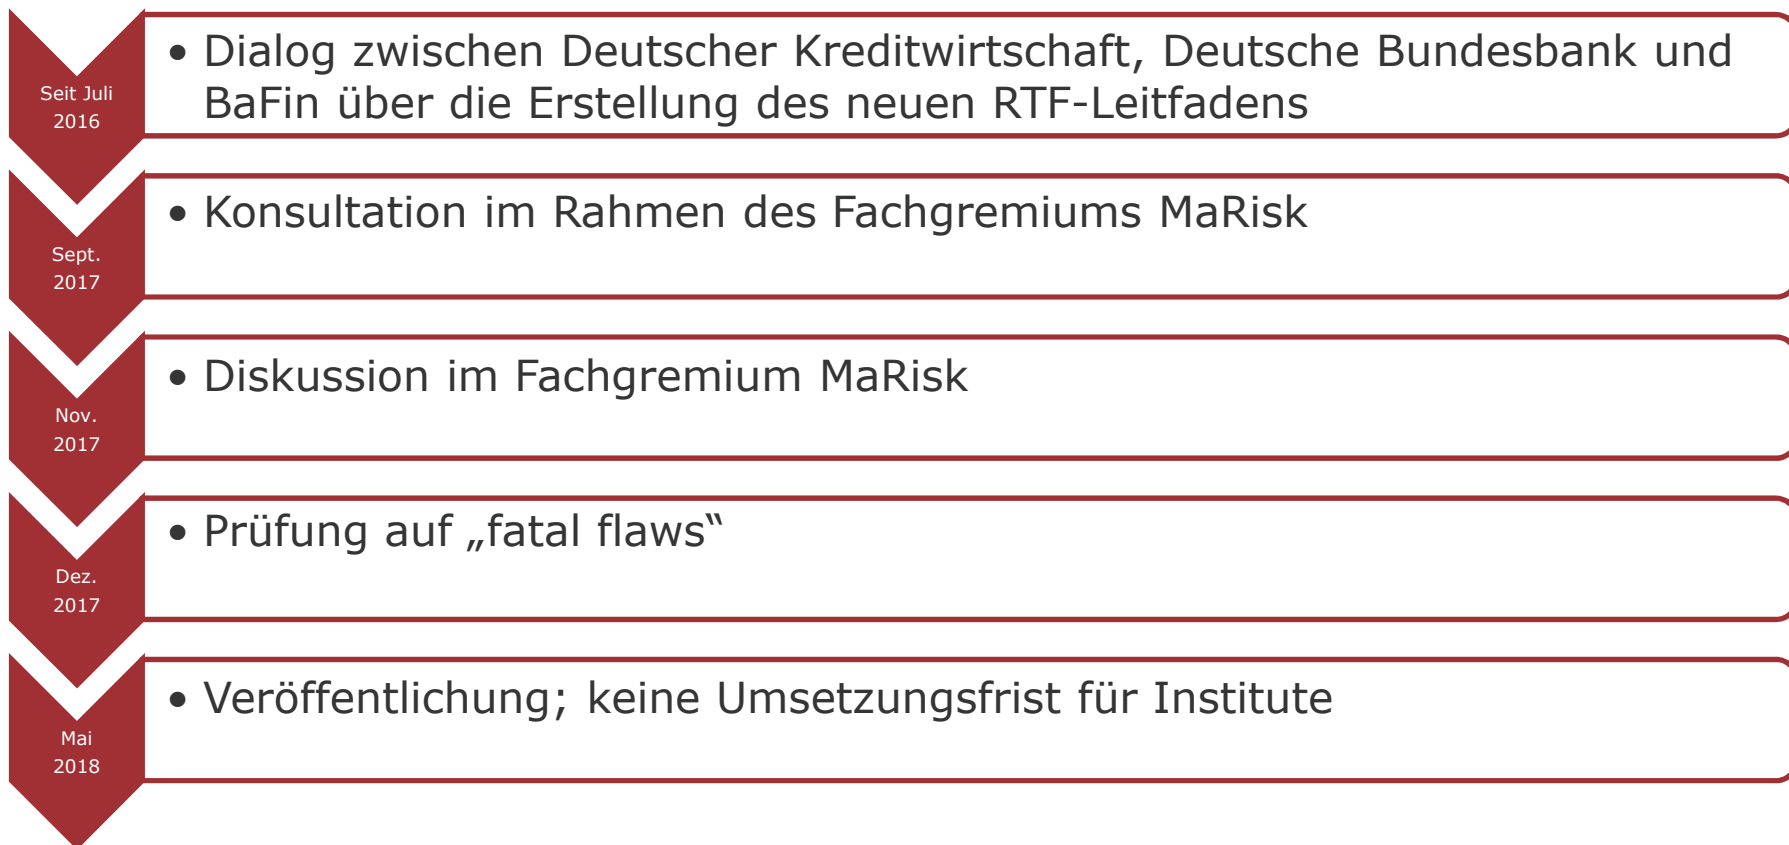 Seit Juli
2016
• Dialog zwischen Deutscher Kreditwirtschaft, Deutsche Bundesbank und
BaFin über die Erstellung des neuen RTF-Leitfadens
Sept.
2017
• Konsultation im Rahmen des Fachgremiums MaRisk
Nov.
2017
• Diskussion im Fachgremium MaRisk
Dez.
2017
• Prüfung auf „fatal flaws“
Mai
2018
• Veröffentlichung; keine Umsetzungsfrist für Institute